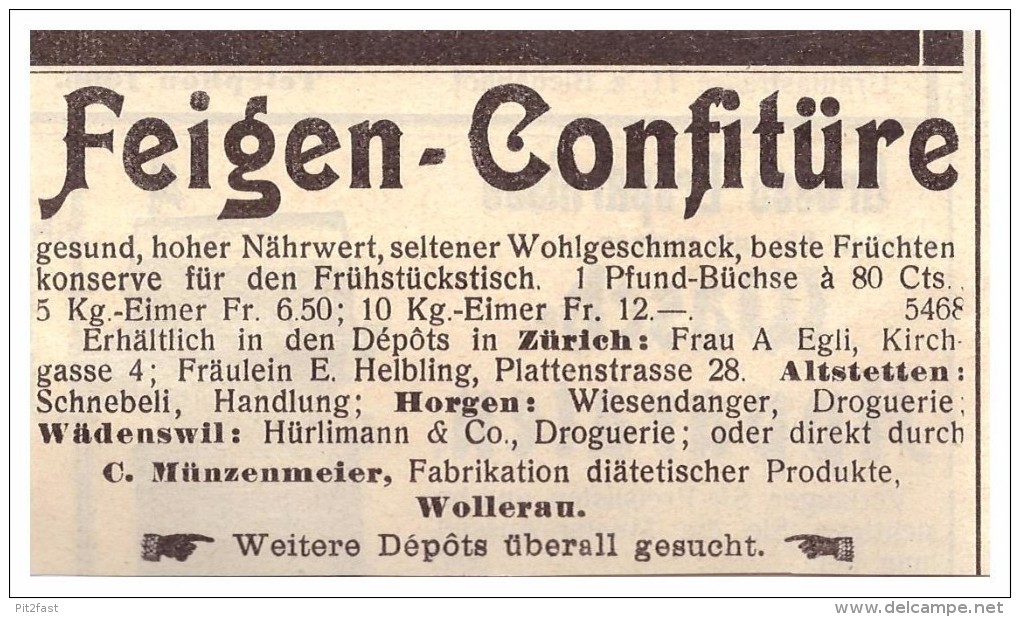 Feigen-Confitüre
gesund, hoher Nährwert, seltener Wohlgeschmack, beste Früchten
konserve für den Frühstückstisch. 1 Pfund-Büchse à 80 Cts.
5 Kg.-Eimer Fr. 6.50; 10 Kg.-Eimer Fr. 12.—. 5468
Erhältlich in den Dépôts in Zürich: Frau A Egli, Kirch-
gasse 4; Fräulein E. Helbling, Plattenstrasse 28. Altstetten:
Schnebeli, Handlung; Horgen: Wiesendanger, Droguerie;
Wädenswil: Hürlimann & Co., Droguerie; oder direkt durch
C. Münzenmeier, Fabrikation diätetischer Produkte,
Wollerau.
Weitere Dépôts überall gesucht.
Pit2fast
www.delcampe.net